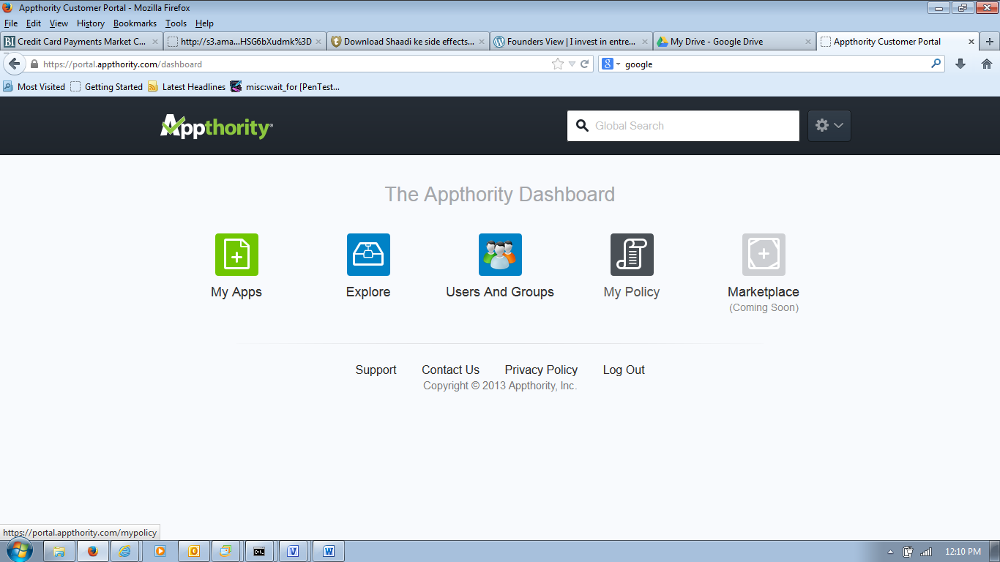 Appthority Customer Portal - Mozilla Firefox
File Edit View History Bookmarks Tools Help
BI Credit Card Payments Market C... http://s3.ama...HSG6bXudmk%3D Download Shaadi ke side effects... Founders View | I invest in entre... My Drive - Google Drive Appthority Customer Portal
https://portal.appthority.com/dashboard google
Most Visited Getting Started Latest Headlines misc:wait_for [PenTest...
Appthority® Global Search
The Appthority Dashboard
My Apps Explore Users And Groups My Policy Marketplace
(Coming Soon)
Support Contact Us Privacy Policy Log Out
Copyright © 2013 Appthority, Inc.
https://portal.appthority.com/mypolicy
12:10 PM